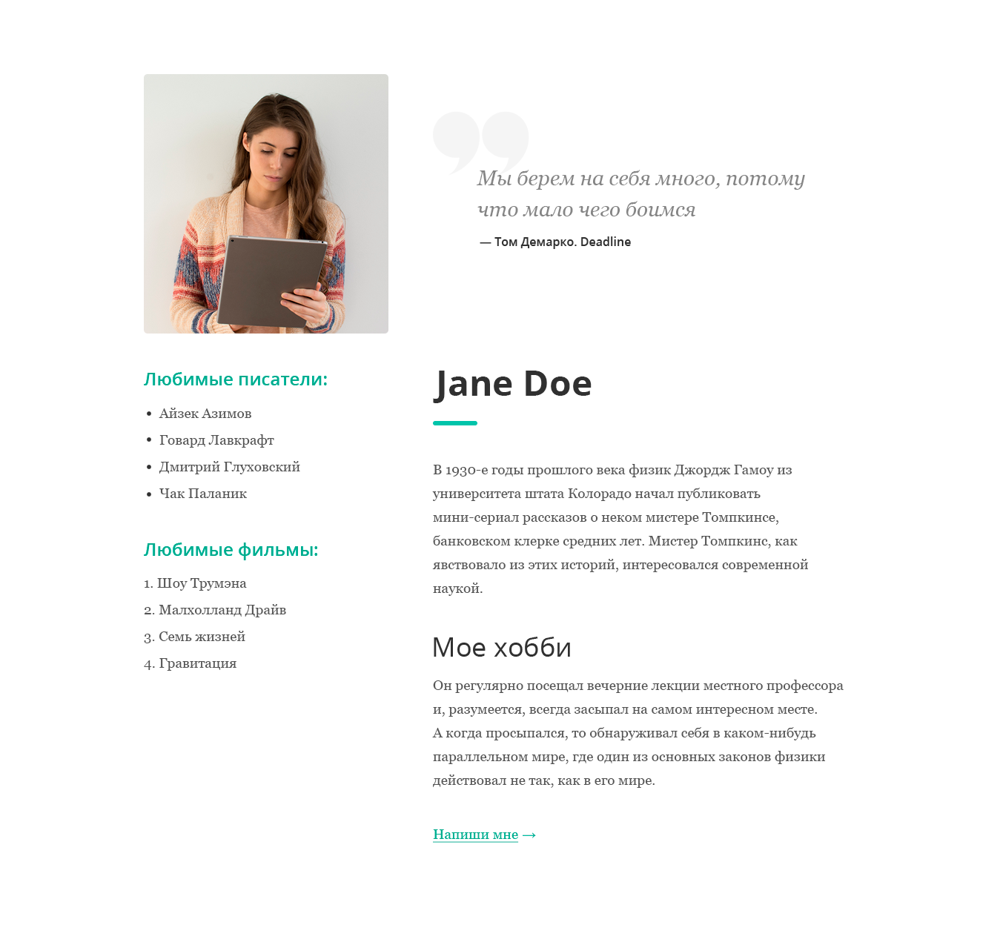 Мы берем на себя много, потому
что мало чего боимся
— Том Демарко. Deadline
Любимые писатели:
• Айзек Азимов
• Говард Лавкрафт
• Дмитрий Глуховский
• Чак Паланик
Любимые фильмы:
1. Шоу Трумэна
2. Малхолланд Драйв
3. Семь жизней
4. Гравитация
Jane Doe
В 1930-е годы прошлого века физик Джордж Гамоу из
университета штата Колорадо начал публиковать
мини-сериал рассказов о неком мистере Томпкинсе,
банковском клерке средних лет. Мистер Томпкинс, как
явствовало из этих историй, интересовался современной
наукой.
Мое хобби
Он регулярно посещал вечерние лекции местного профессора
и, разумеется, всегда засыпал на самом интересном месте.
А когда просыпался, то обнаруживал себя в каком-нибудь
параллельном мире, где один из основных законов физики
действовал не так, как в его мире.
Напиши мне →